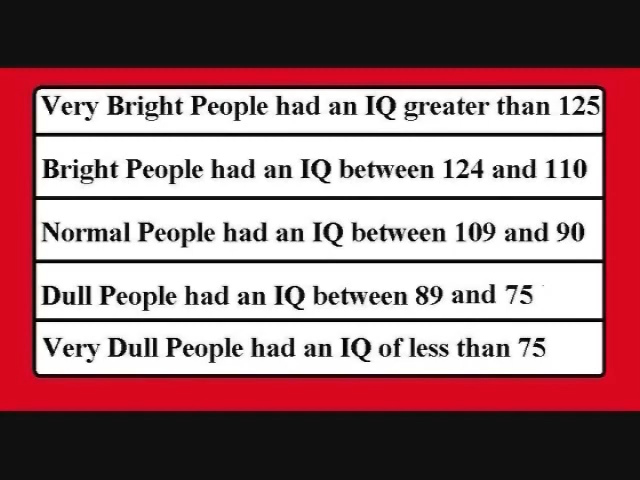 Very Bright People had an IQ greater than 125
Bright People had an IQ between 124 and 110
Normal People had an IQ between 109 and 90
Dull People had an IQ between 89 and 75
Very Dull People had an IQ of less than 75